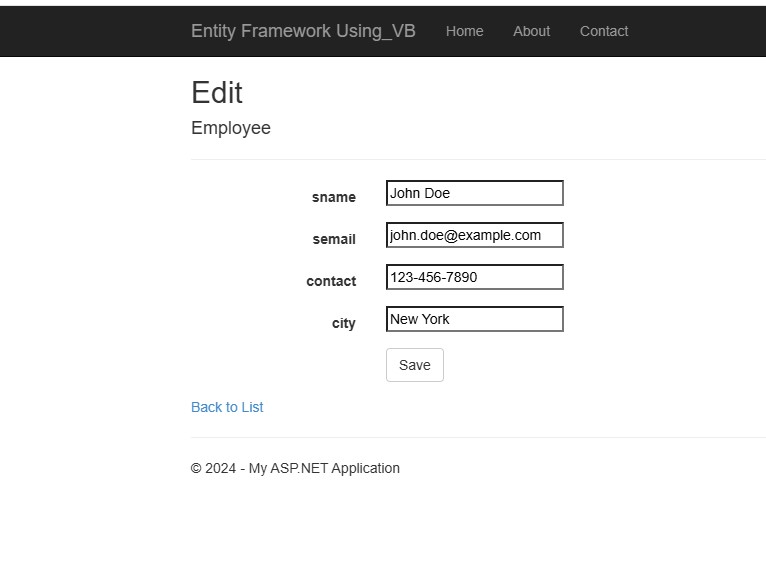 Entity Framework Using_VB Home About Contact
Edit
Employee
sname John Doe
semail john.doe@example.com
contact 123-456-7890
city New York
Save
Back to List
© 2024 - My ASP.NET Application